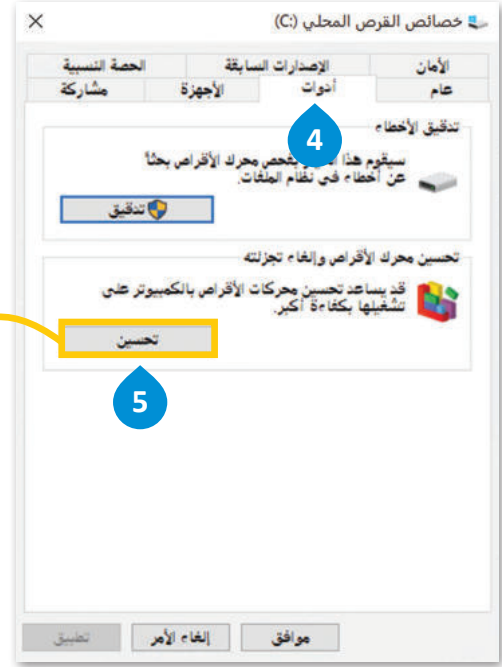 خصائص القرص المحلي (C:)
الأمان الإصدارات السابقة الحصة النسبية
عام أدوات الأجهزة مشاركة
4
تدقيق الأخطاء
سيقوم هذا بفحص محرك الأقراص بحثاً
عن أخطاء في نظام الملفات.
تدقيق
تحسين محرك الأقراص وإلغاء تجزئته
قد يساعد تحسين محركات الأقراص بالكمبيوتر على
تشغيلها بكفاءة أكبر.
تحسين
5
موافق إلغاء الأمر تطبيق